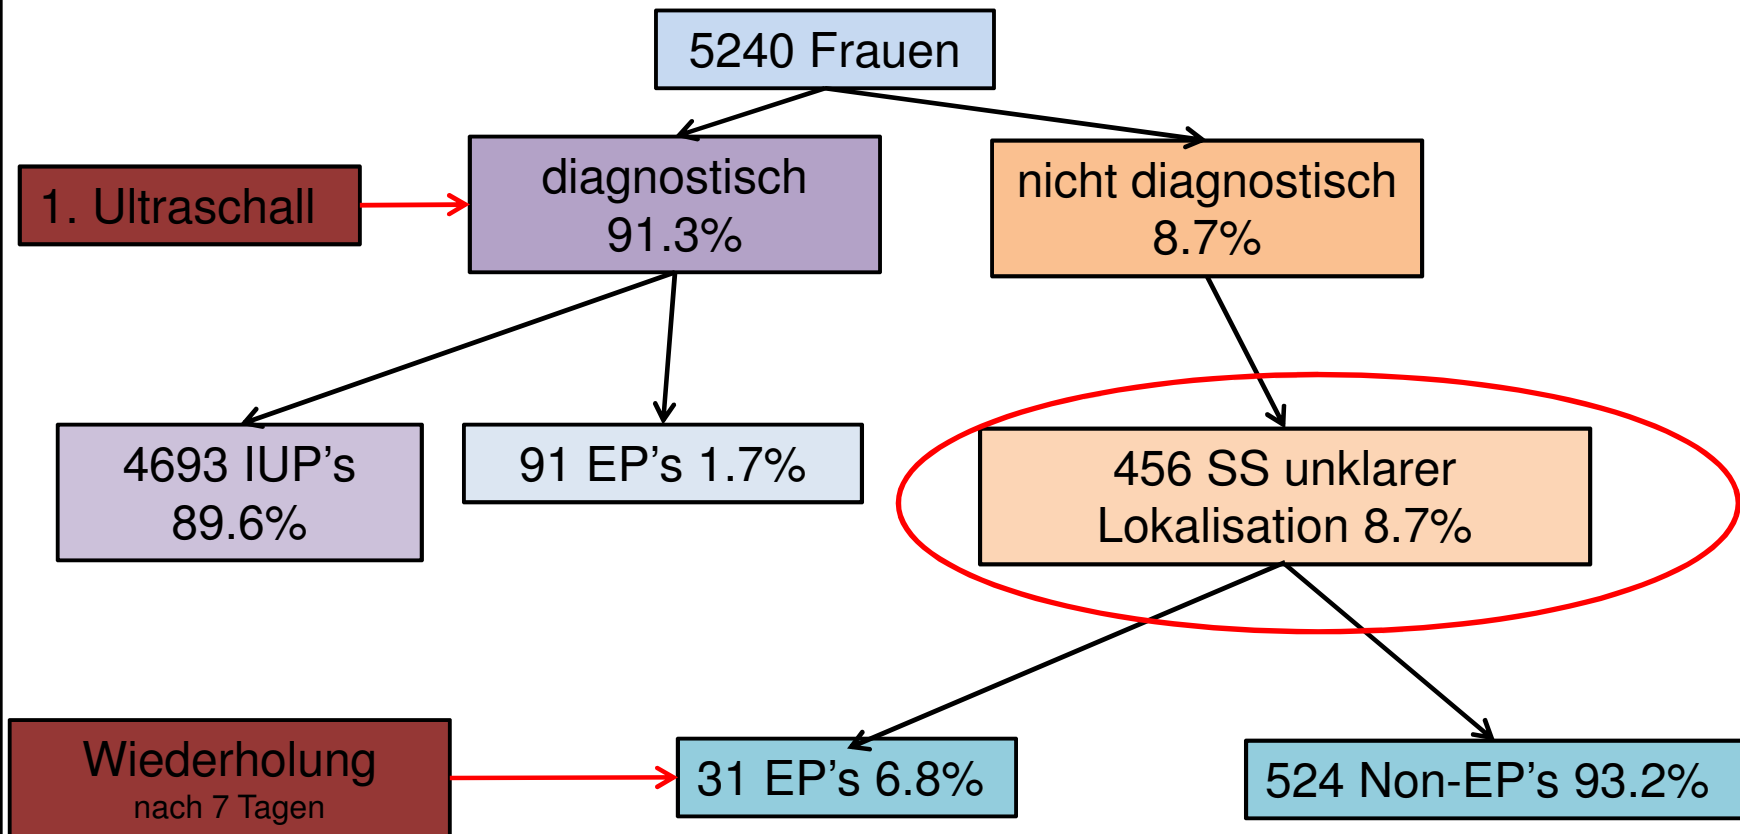 5240 Frauen
1. Ultraschall
diagnostisch
91.3%
nicht diagnostisch
8.7%
4693 IUP's
89.6%
91 EP's 1.7%
456 SS unklarer
Lokalisation 8.7%
Wiederholung
nach 7 Tagen
31 EP's 6.8%
524 Non-EP's 93.2%